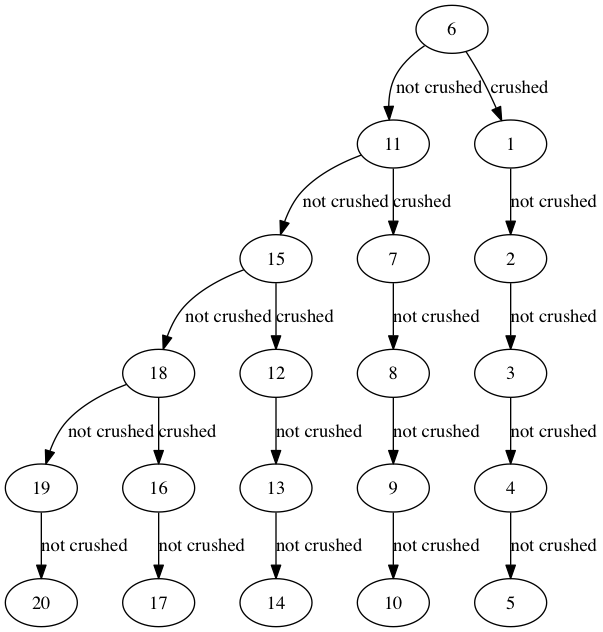 6
not crushed crushed
11 1
not crushed crushed not crushed
15 7 2
not crushed crushed not crushed not crushed
18 12 8 3
not crushed crushed not crushed not crushed not crushed
19 16 13 9 4
not crushed not crushed not crushed not crushed not crushed
20 17 14 10 5